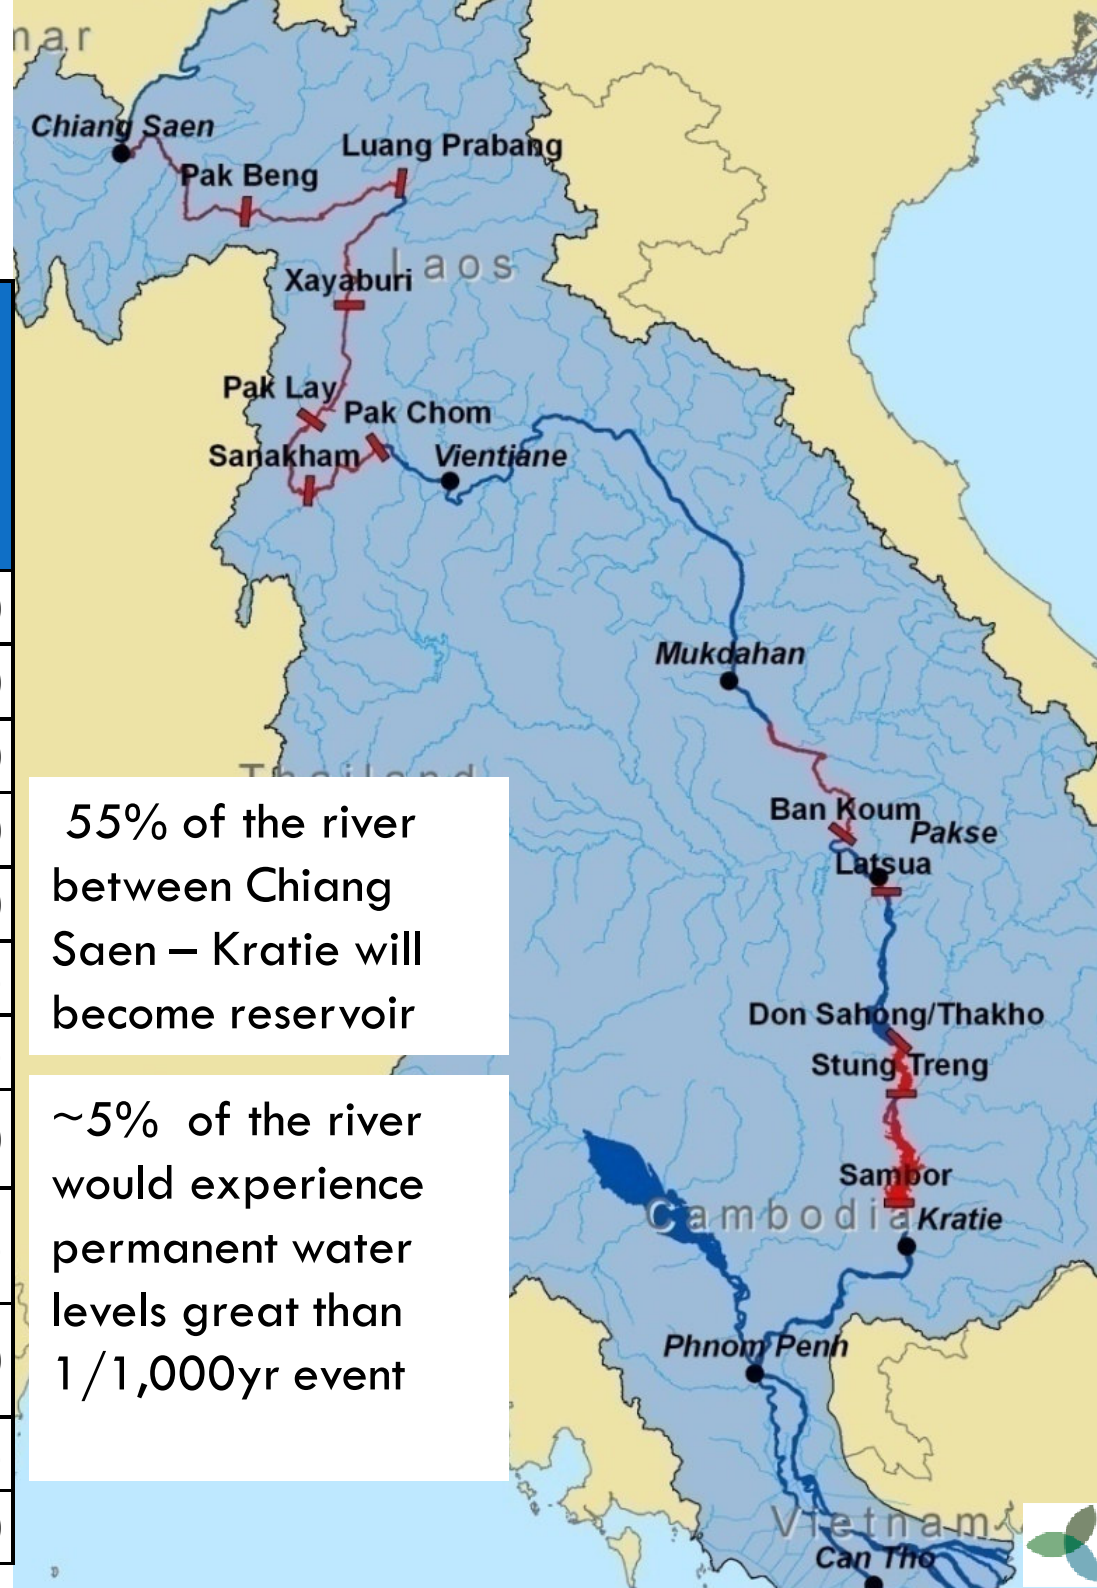 mar
Chiang Saen
Luang Prabang
Pak Beng
Laos
Xayaburi
Pak Lay
Pak Chom
Sanakham
Vientiane
Mukdahan
Thailand
Ban Koum
Pakse
Latsua
55% of the river
between Chiang
Saen – Kratie will
become reservoir
Don Sahong/Thakho
Stung Treng
~5% of the river
would experience
permanent water
levels great than
1/1,000yr event
Sambor
Cambodia
Kratie
Phnom Penh
Vietnam
Can Tho